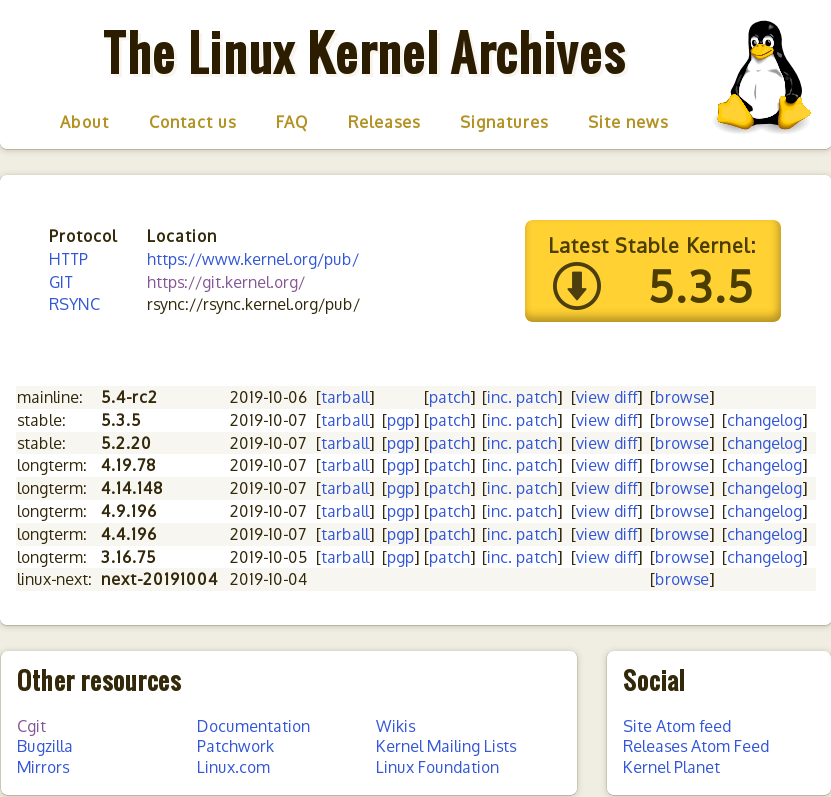 The Linux Kernel Archives
About Contact us FAQ Releases Signatures Site news
Protocol Location
HTTP https://www.kernel.org/pub/
GIT https://git.kernel.org/
RSYNC rsync://rsync.kernel.org/pub/
Latest Stable Kernel:
5.3.5
mainline: 5.4-rc2 2019-10-06 [tarball] [patch] [inc. patch] [view diff] [browse]
stable: 5.3.5 2019-10-07 [tarball] [pgp] [patch] [inc. patch] [view diff] [browse] [changelog]
stable: 5.2.20 2019-10-07 [tarball] [pgp] [patch] [inc. patch] [view diff] [browse] [changelog]
longterm: 4.19.78 2019-10-07 [tarball] [pgp] [patch] [inc. patch] [view diff] [browse] [changelog]
longterm: 4.14.148 2019-10-07 [tarball] [pgp] [patch] [inc. patch] [view diff] [browse] [changelog]
longterm: 4.9.196 2019-10-07 [tarball] [pgp] [patch] [inc. patch] [view diff] [browse] [changelog]
longterm: 4.4.196 2019-10-07 [tarball] [pgp] [patch] [inc. patch] [view diff] [browse] [changelog]
longterm: 3.16.75 2019-10-05 [tarball] [pgp] [patch] [inc. patch] [view diff] [browse] [changelog]
linux-next: next-20191004 2019-10-04 [browse]
Other resources
Cgit Documentation Wikis
Bugzilla Patchwork Kernel Mailing Lists
Mirrors Linux.com Linux Foundation
Social
Site Atom feed
Releases Atom Feed
Kernel Planet